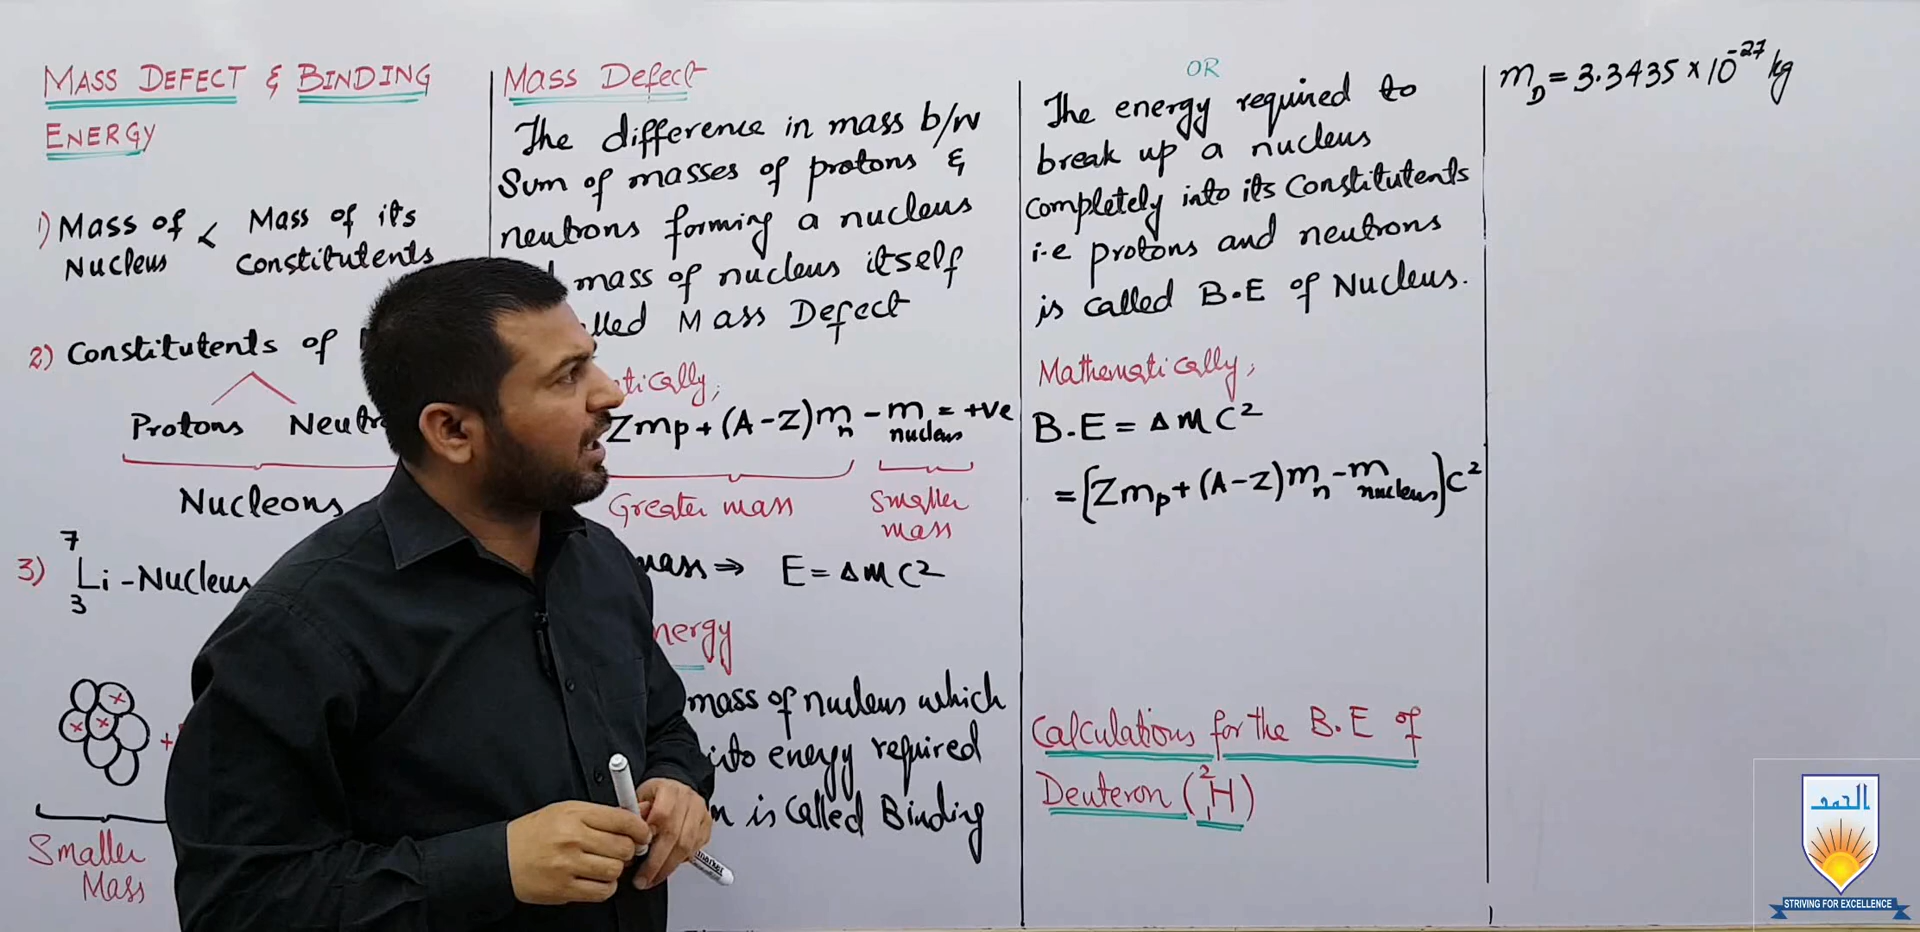 MASS DEFECT & BINDING
ENERGY
1) Mass of < Mass of its
Nucleus Constitutents
2) Constitutents of
Protons Neutr
Nucleons
3) 7 3 Li - Nucleus
x
x x
+
Smaller
Mass
Mass Defect
The difference in mass b/w
Sum of masses of protons &
neutrons forming a nucleus
mass of nucleus itself
lled Mass Defect
tically,
Zmp + (A-Z)mn - m nucleus = +ve
Greater mass Smaller
mass
mass ⇒ E = ΔMC²
nergy
mass of nucleus which
into energy required
is called Binding
OR
The energy required to
break up a nucleus
completely into its Constitutents
i.e protons and neutrons
is called B.E of Nucleus.
Mathematically,
B.E = ΔMC²
= [Zmp + (A-Z)mn - m nucleus]C²
Calculations for the B.E of
Deuteron (²₁H)
mD = 3.3435 x 10⁻²⁷ kg
الحمد
STRIVING FOR EXCELLENCE